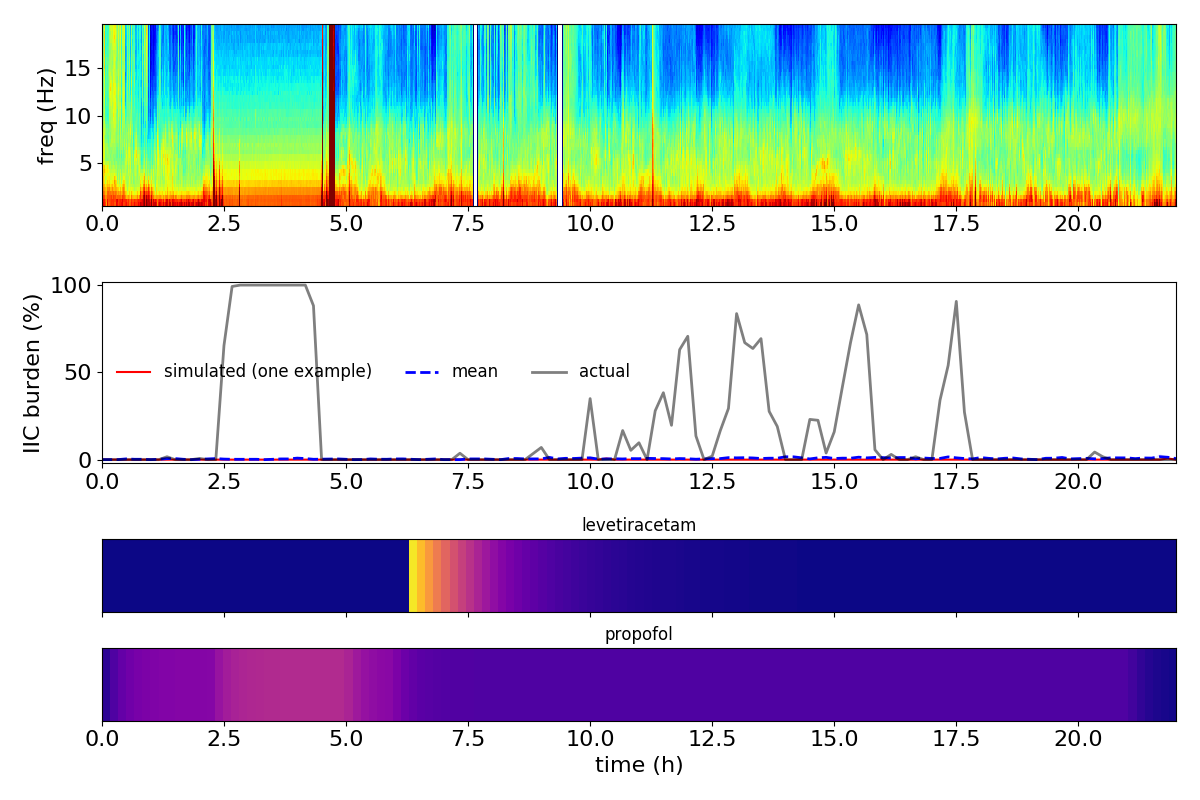 15
10
5
freq (Hz)
0.0 2.5 5.0 7.5 10.0 12.5 15.0 17.5 20.0
100
50
0
IIC burden (%)
simulated (one example) mean actual
0.0 2.5 5.0 7.5 10.0 12.5 15.0 17.5 20.0
levetiracetam
propofol
0.0 2.5 5.0 7.5 10.0 12.5 15.0 17.5 20.0
time (h)